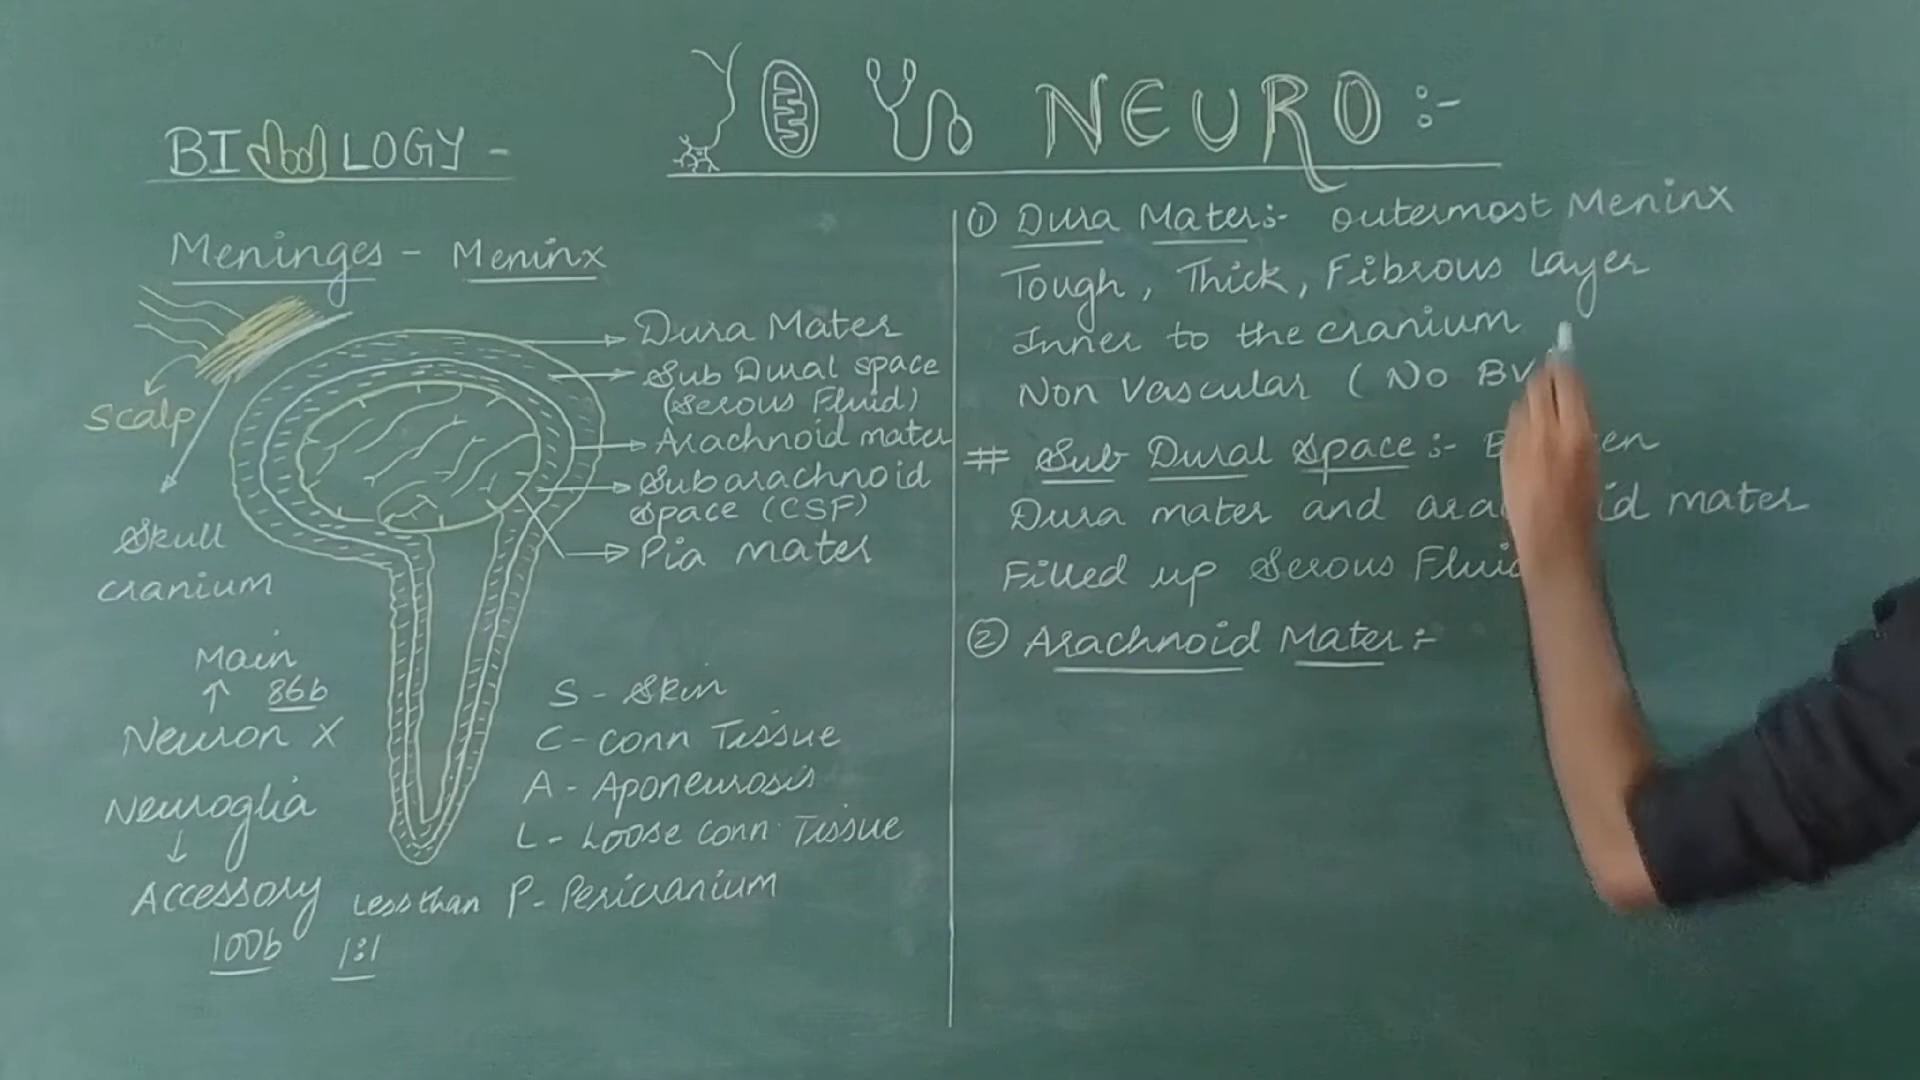 BIOLOGY -
NEURO :-
Meninges - Meninx
Dura Mater
Sub Dural space
(Serous Fluid)
Arachnoid mater
Subarachnoid
space (CSF)
Pia mater
Scalp
Skull
cranium
Main
86b
Neuron X
Neuroglia
Accessory
100b
Less than
1:1
S - Skin
C - Conn Tissue
A - Aponeurosis
L - Loose Conn. Tissue
P - Pericranium
① Dura Mater :- outermost Meninx
Tough, Thick, Fibrous layer
Inner to the cranium
Non Vascular ( No BV
# Sub Dural Space :-
Dura mater and mater
Filled up Serous Fluid
② Arachnoid Mater :-